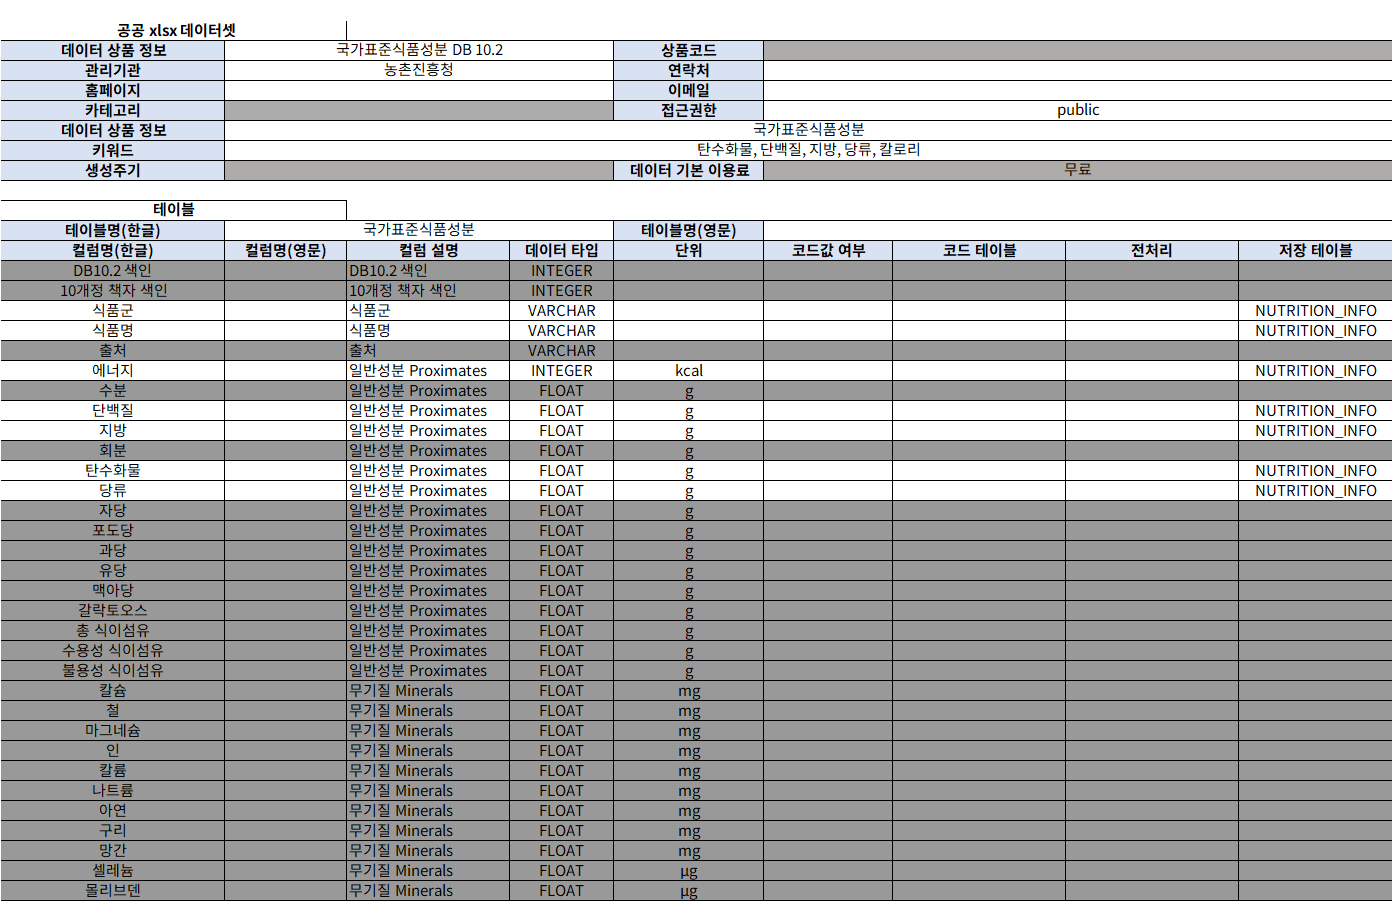 공공 xlsx 데이터셋
데이터 상품 정보 국가표준식품성분 DB 10.2 상품코드
관리기관 농촌진흥청 연락처
홈페이지 이메일
카테고리 접근권한 public
데이터 상품 정보 국가표준식품성분
키워드 탄수화물, 단백질, 지방, 당류, 칼로리
생성주기 데이터 기본 이용료 무료
테이블
테이블명(한글) 국가표준식품성분 테이블명(영문)
컬럼명(한글) 컬럼명(영문) 컬럼 설명 데이터 타입 단위 코드값 여부 코드 테이블 전처리 저장 테이블
DB10.2 색인 DB10.2 색인 INTEGER
10개정 책자 색인 10개정 책자 색인 INTEGER
식품군 식품군 VARCHAR NUTRITION_INFO
식품명 식품명 VARCHAR NUTRITION_INFO
출처 출처 VARCHAR
에너지 일반성분 Proximates INTEGER kcal NUTRITION_INFO
수분 일반성분 Proximates FLOAT g
단백질 일반성분 Proximates FLOAT g NUTRITION_INFO
지방 일반성분 Proximates FLOAT g NUTRITION_INFO
회분 일반성분 Proximates FLOAT g
탄수화물 일반성분 Proximates FLOAT g NUTRITION_INFO
당류 일반성분 Proximates FLOAT g NUTRITION_INFO
자당 일반성분 Proximates FLOAT g
포도당 일반성분 Proximates FLOAT g
과당 일반성분 Proximates FLOAT g
유당 일반성분 Proximates FLOAT g
맥아당 일반성분 Proximates FLOAT g
갈락토오스 일반성분 Proximates FLOAT g
총 식이섬유 일반성분 Proximates FLOAT g
수용성 식이섬유 일반성분 Proximates FLOAT g
불용성 식이섬유 일반성분 Proximates FLOAT g
칼슘 무기질 Minerals FLOAT mg
철 무기질 Minerals FLOAT mg
마그네슘 무기질 Minerals FLOAT mg
인 무기질 Minerals FLOAT mg
칼륨 무기질 Minerals FLOAT mg
나트륨 무기질 Minerals FLOAT mg
아연 무기질 Minerals FLOAT mg
구리 무기질 Minerals FLOAT mg
망간 무기질 Minerals FLOAT mg
셀레늄 무기질 Minerals FLOAT μg
몰리브덴 무기질 Minerals FLOAT μg